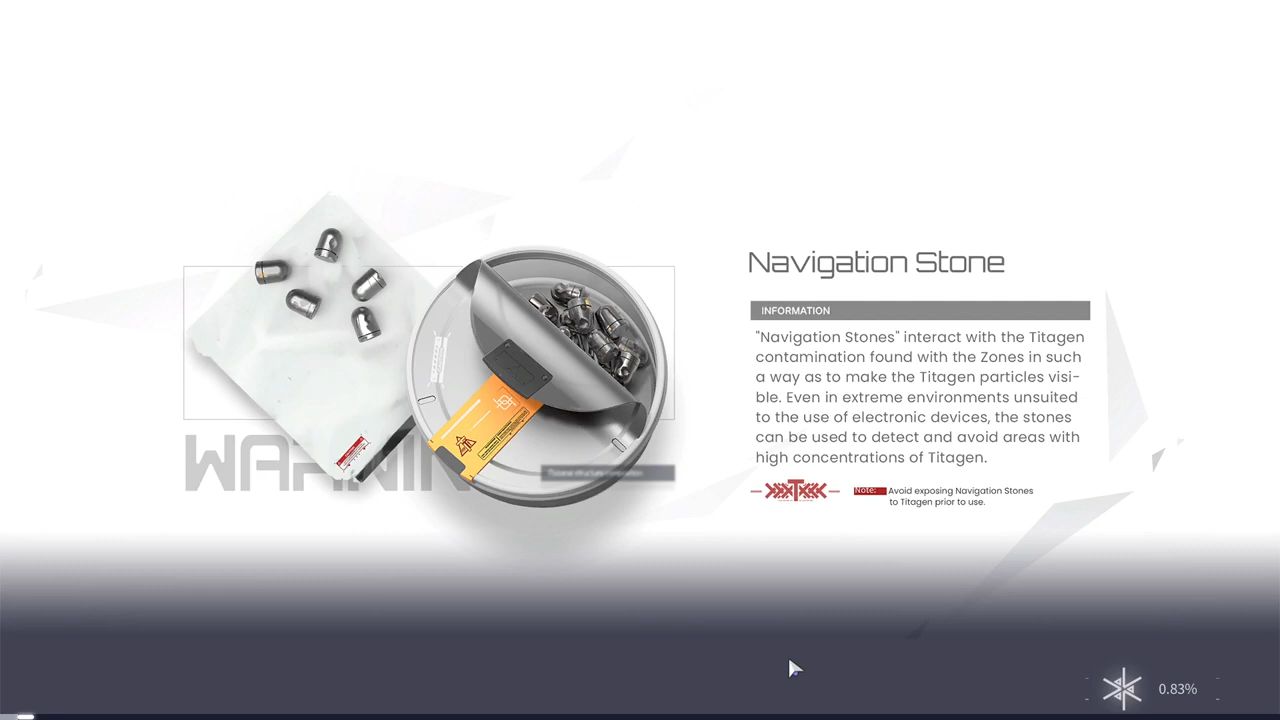 Navigation Stone
INFORMATION
"Navigation Stones" interact with the Titagen
contamination found with the Zones in such
a way as to make the Titagen particles visi-
ble. Even in extreme environments unsuited
to the use of electronic devices, the stones
can be used to detect and avoid areas with
high concentrations of Titagen.
Note: Avoid exposing Navigation Stones
to Titagen prior to use.
0.83%